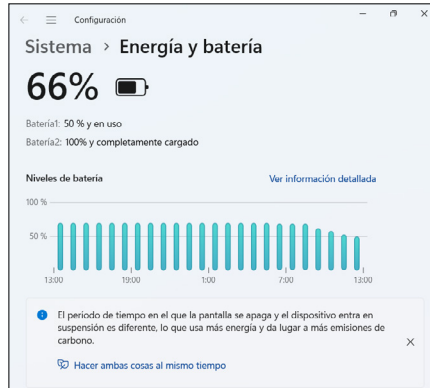 Configuración
Sistema > Energía y batería
66%
Batería1: 50 % y en uso
Batería2: 100% y completamente cargado
Niveles de batería
Ver información detallada
100 %
50 %
13:00 19:00 1:00 7:00 13:00
El periodo de tiempo en el que la pantalla se apaga y el dispositivo entra en
suspensión es diferente, lo que usa más energía y da lugar a más emisiones de
carbono.
Hacer ambas cosas al mismo tiempo